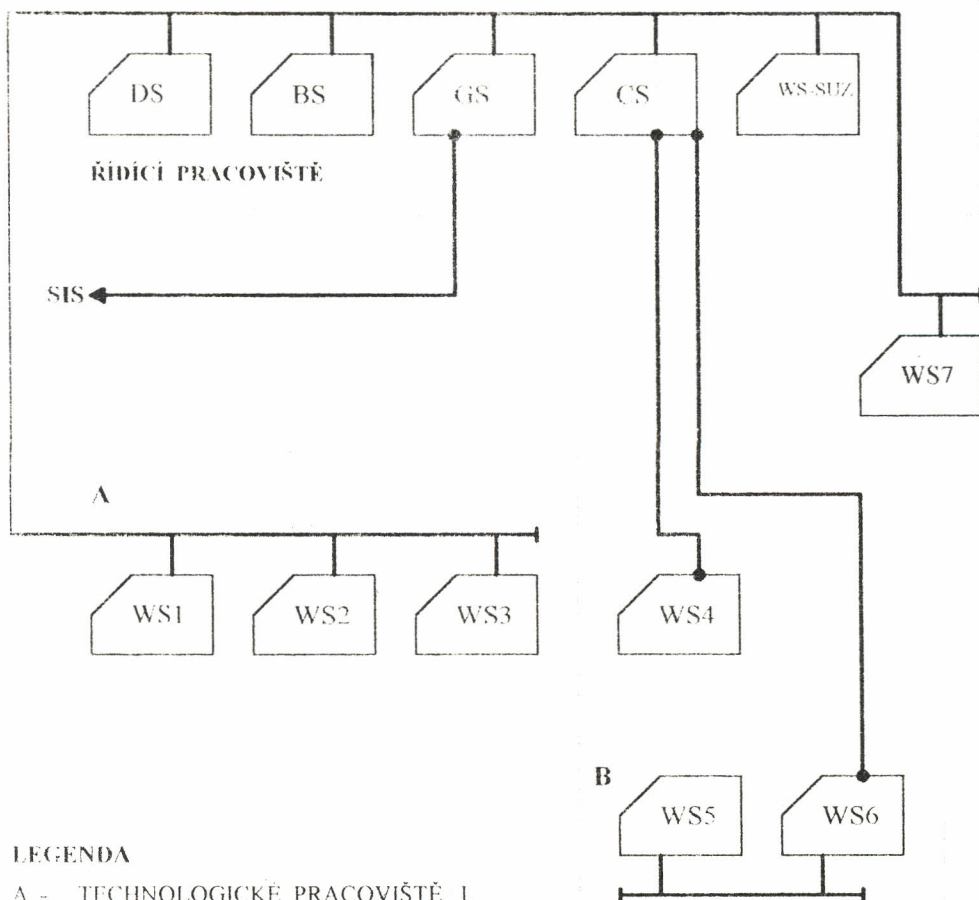 DS BS GS CS WS-SUZ
ŘÍDÍCÍ PRACOVIŠTĚ
SIS
WS7
A
WS1 WS2 WS3 WS4
B
WS5 WS6
LEGENDA
A - TECHNOLOGICKÉ PRACOVIŠTĚ I